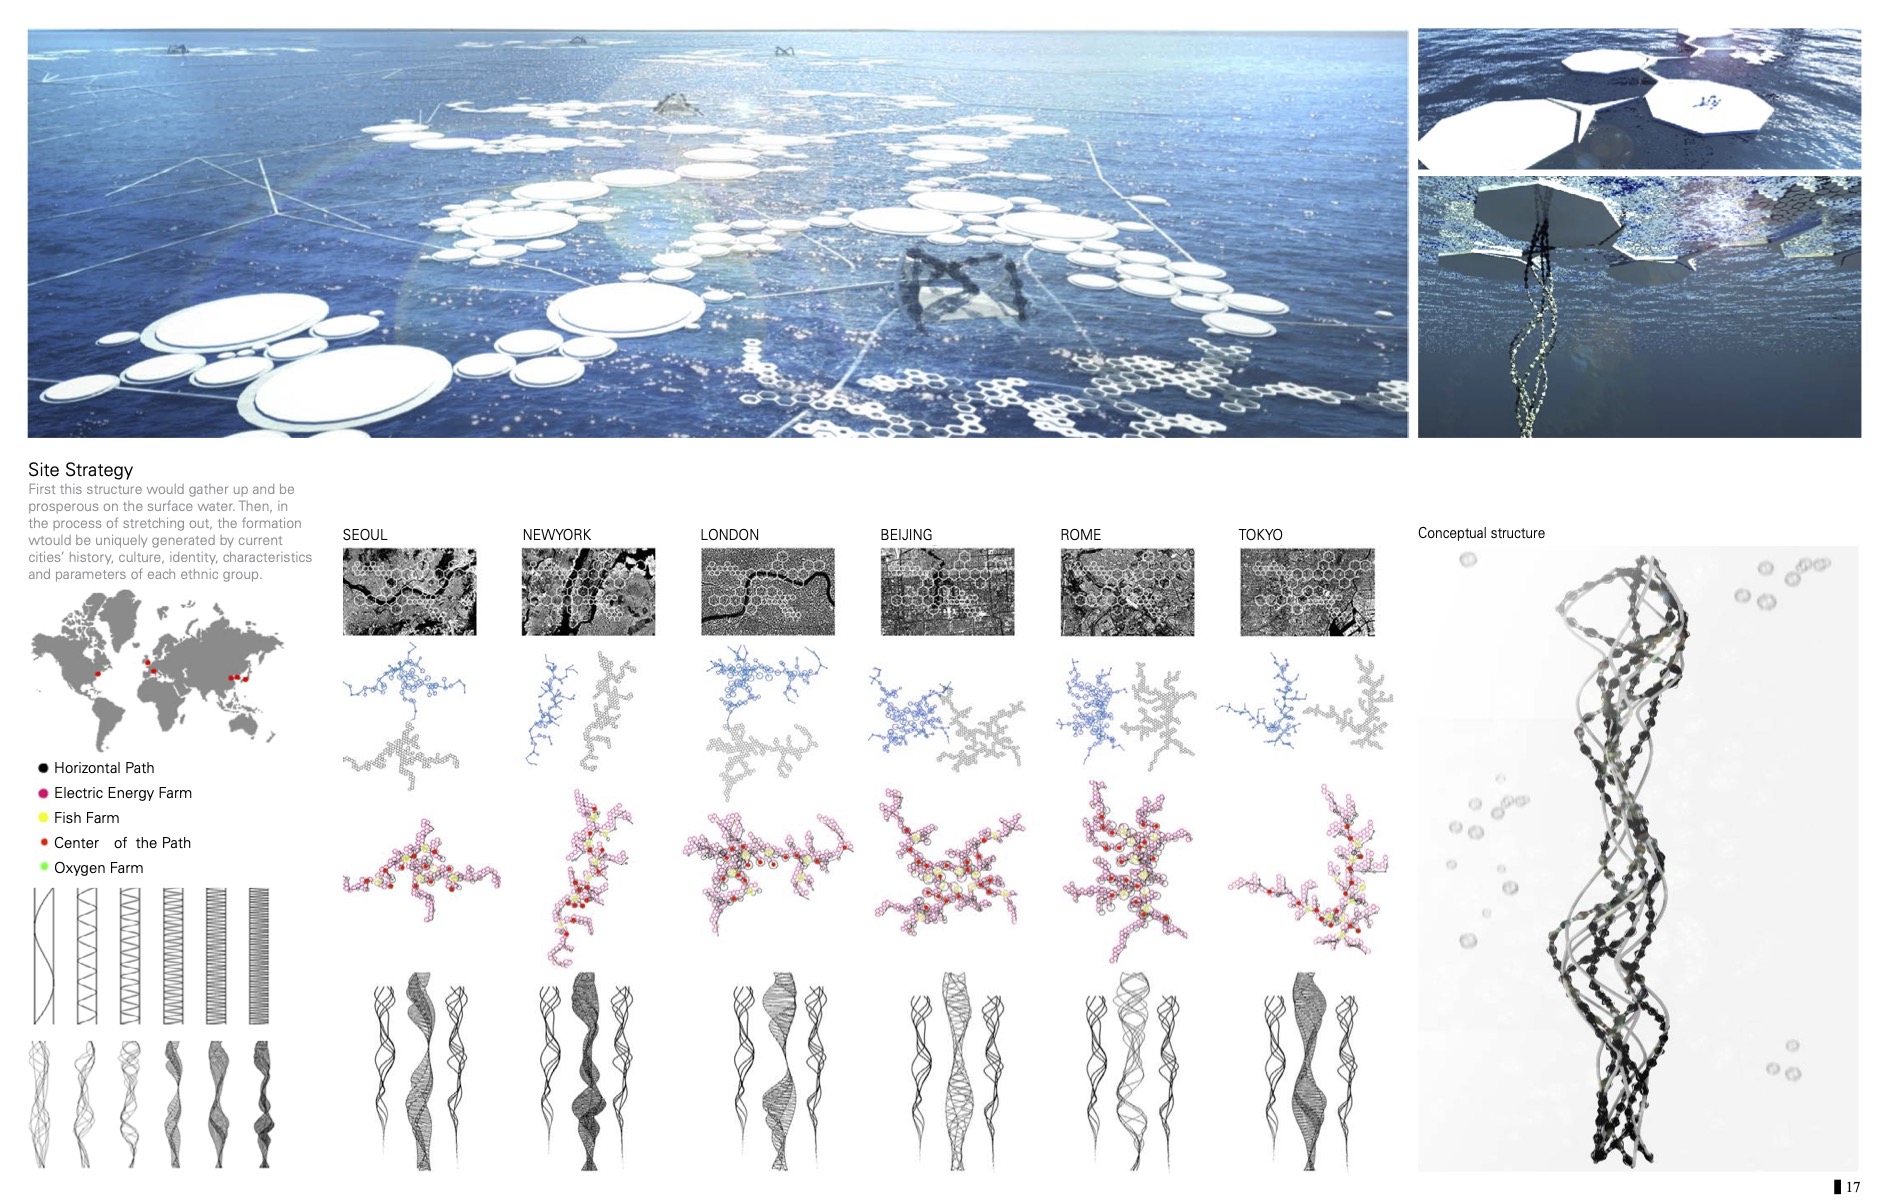 Site Strategy
First this structure would gather up and be
prosperous on the surface water. Then, in
the process of stretching out, the formation
wtould be uniquely generated by current
cities' history, culture, identity, characteristics
and parameters of each ethnic group.
Horizontal Path
Electric Energy Farm
Fish Farm
Center of the Path
Oxygen Farm
SEOUL
NEWYORK
LONDON
BEIJING
ROME
TOKYO
Conceptual structure
17